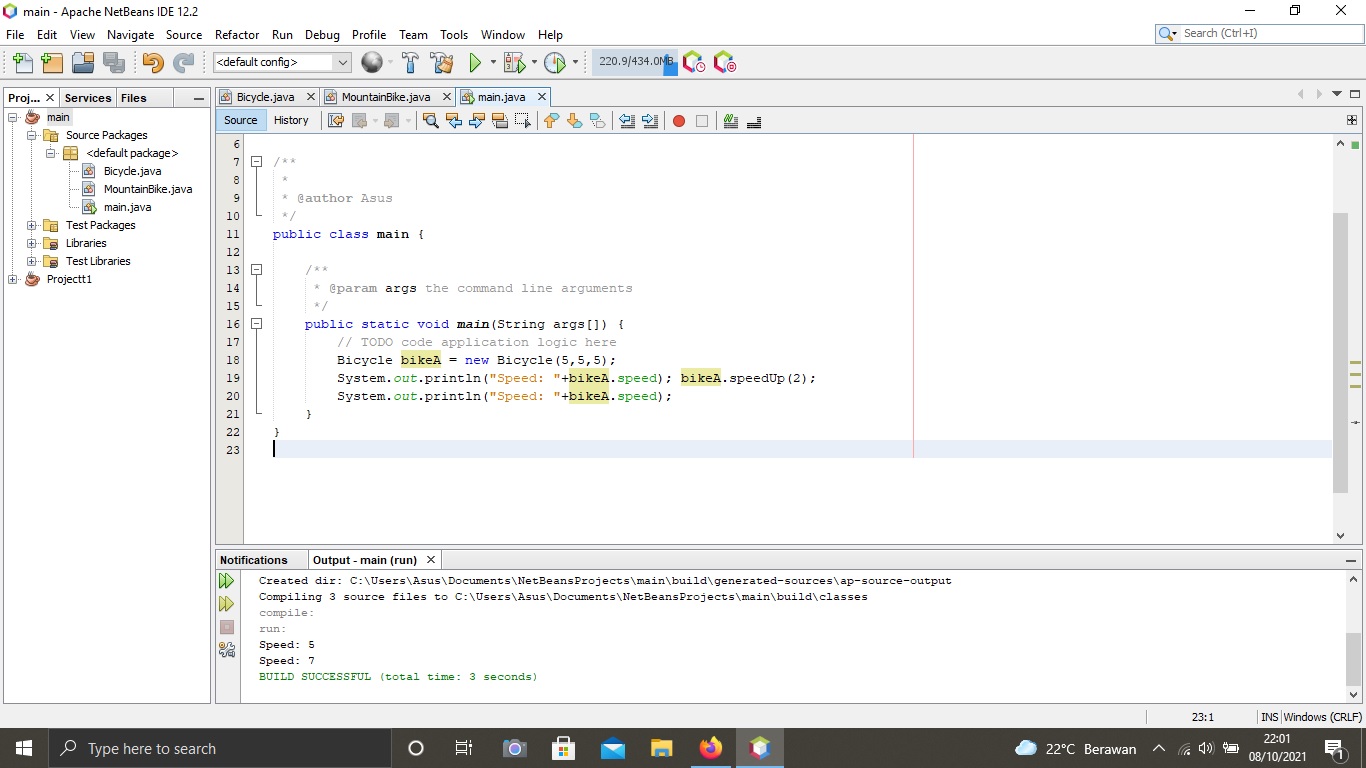 main - Apache NetBeans IDE 12.2
File Edit View Navigate Source Refactor Run Debug Profile Team Tools Window Help
Search (Ctrl+I)
<default config>
220.9/434.0MB
Proj... Services Files
Bicycle.java MountainBike.java main.java
main
Source Packages
<default package>
Bicycle.java
MountainBike.java
main.java
Test Packages
Libraries
Test Libraries
Projectt1
Source History
6
7 /**
8 *
9 * @author Asus
10 */
11 public class main {
12
13 /**
14 * @param args the command line arguments
15 */
16 public static void main(String args[]) {
17 // TODO code application logic here
18 Bicycle bikeA = new Bicycle(5,5,5);
19 System.out.println("Speed: "+bikeA.speed); bikeA.speedUp(2);
20 System.out.println("Speed: "+bikeA.speed);
21 }
22 }
23
Notifications Output - main (run)
Created dir: C:\Users\Asus\Documents\NetBeansProjects\main\build\generated-sources\ap-source-output
Compiling 3 source files to C:\Users\Asus\Documents\NetBeansProjects\main\build\classes
compile:
run:
Speed: 5
Speed: 7
BUILD SUCCESSFUL (total time: 3 seconds)
23:1 INS Windows (CRLF)
Type here to search
22°C Berawan
22:01
08/10/2021
1